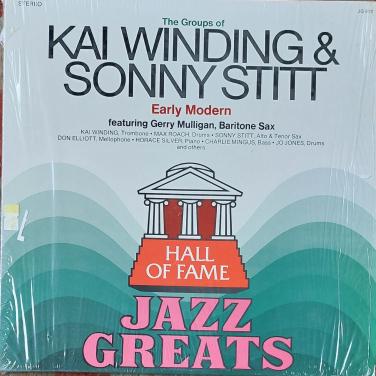 STEREO
The Groups of
KAI WINDING &
SONNY STITT
Early Modern
featuring Gerry Mulligan, Baritone Sax
KAI WINDING, Trombone • MAX ROACH, Drums • SONNY STITT, Alto & Tenor Sax
DON ELLIOTT, Mellophone • HORACE SILVER, Piano • CHARLIE MINGUS, Bass • JO JONES, Drums
and others
HALL
OF FAME
JAZZ
GREATS